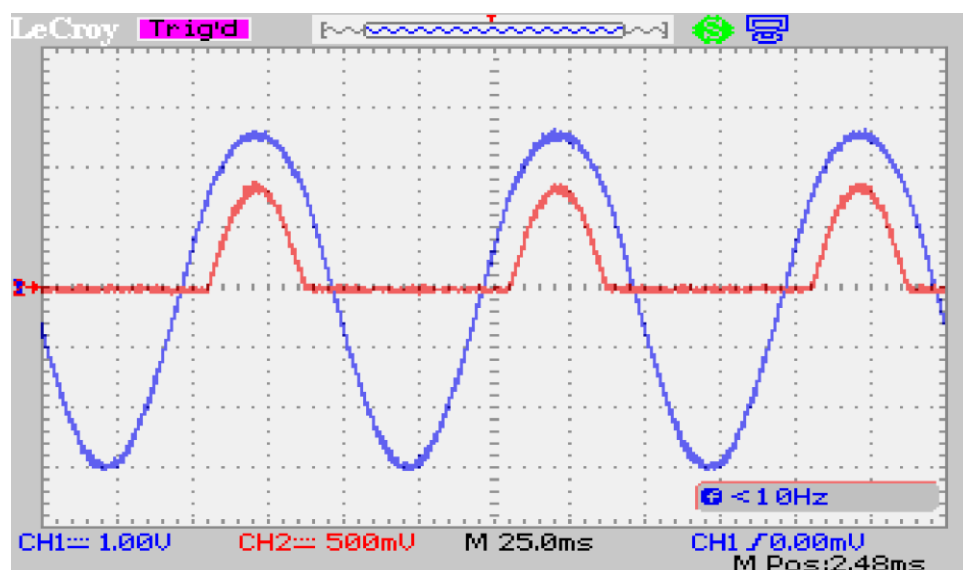 LeCroy Trig'd S
<10Hz
CH1 1.00V CH2 500mV M 25.0ms CH1 0.00mV
M Pos:2.48ms